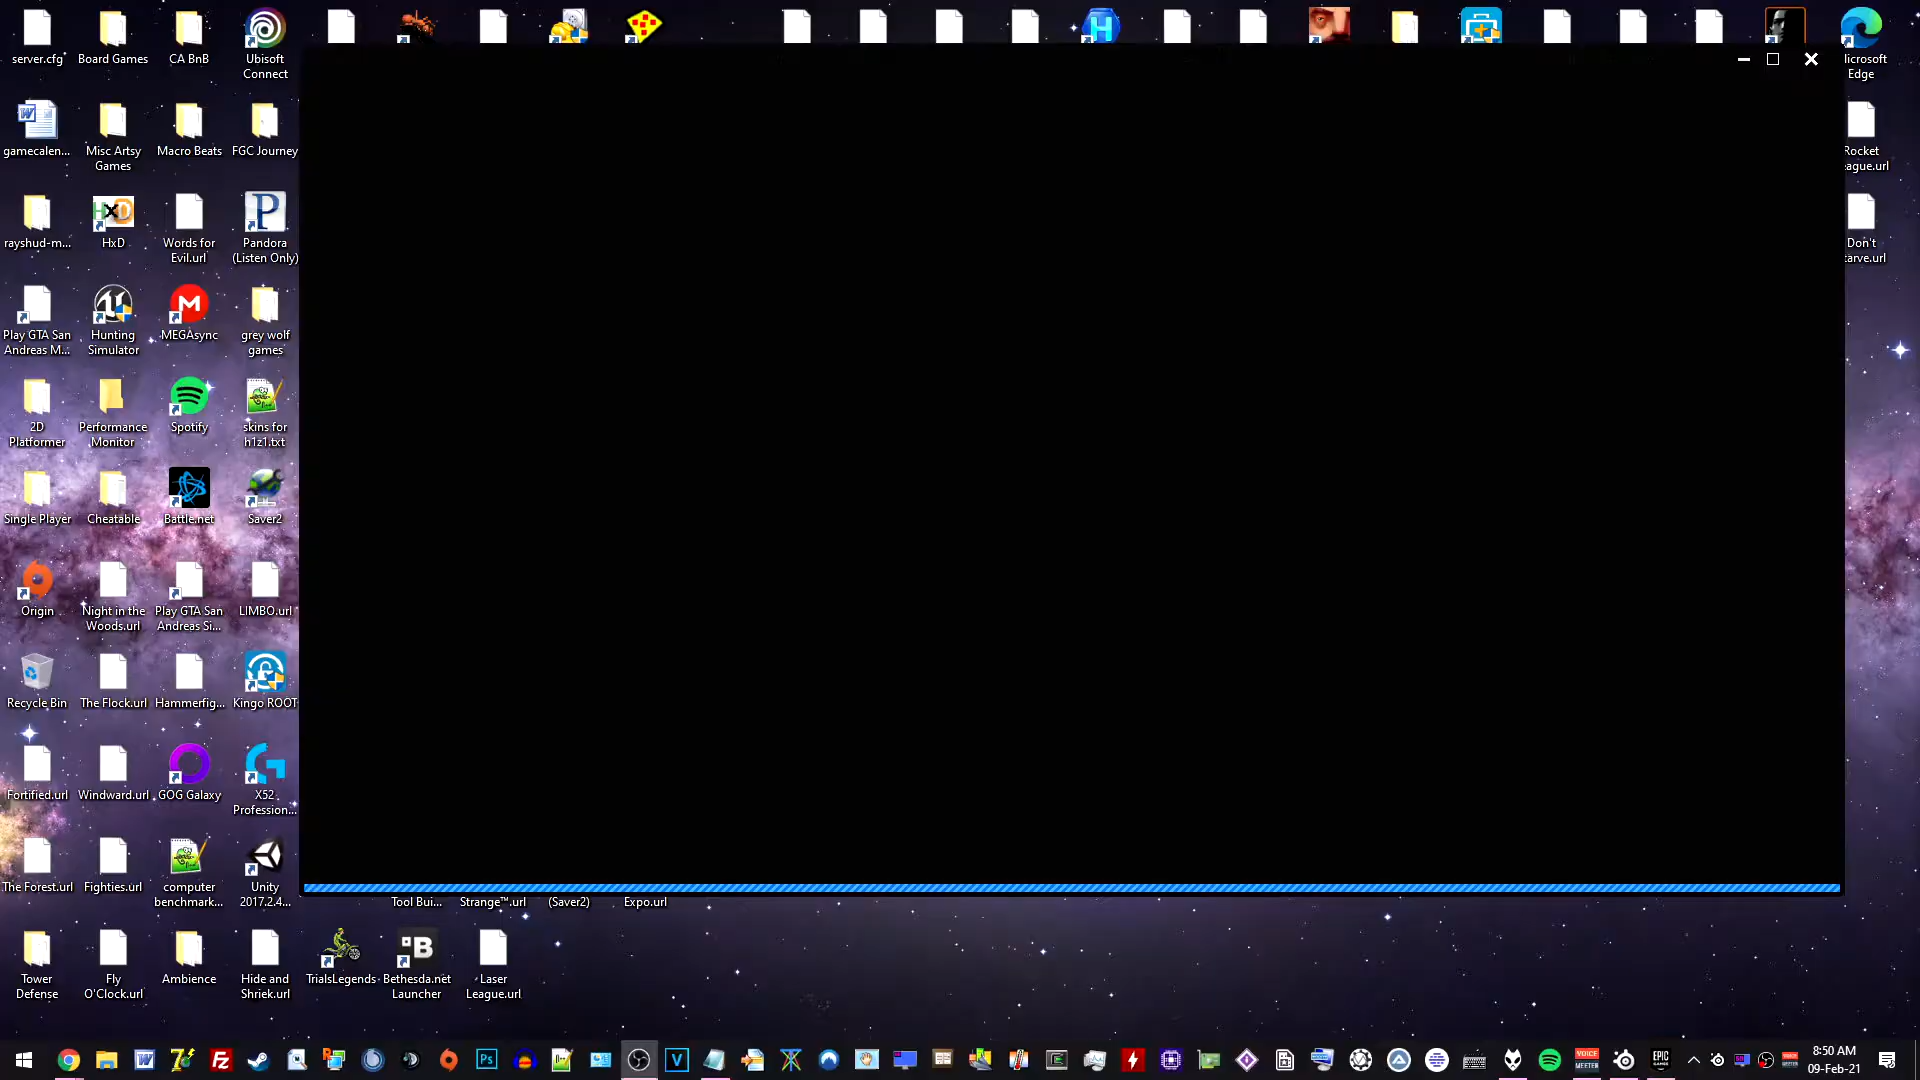 server.cfg
Board Games
CA BnB
Ubisoft
Connect
icrosoft
Edge
gamecalen...
Misc Artsy
Games
Macro Beats
FGC Journey
Rocket
ague.url
rayshud-m...
HxD
Words for
Evil.url
Pandora
(Listen Only)
Don't
arve.url
Play GTA San
Andreas M...
Hunting
Simulator
MEGAsync
grey wolf
games
2D
Platformer
Performance
Monitor
Spotify
skins for
h1z1.txt
Single Player
Cheatable
Battle.net
Saver2
Origin
Night in the
Woods.url
Play GTA San
Andreas Si...
LIMBO.url
Recycle Bin
The Flock.url
Hammerfig...
Kingo ROOT
Fortified.url
Windward.url
GOG Galaxy
X52
Profession...
The Forest.url
Fighties.url
computer
benchmark...
Unity
2017.2.4...
Tool Bui...
Strange™.url
(Saver2)
Expo.url
Tower
Defense
Fly
O'Clock.url
Ambience
Hide and
Shriek.url
TrialsLegends
Bethesda.net
Launcher
Laser
League.url
8:50 AM
09-Feb-21